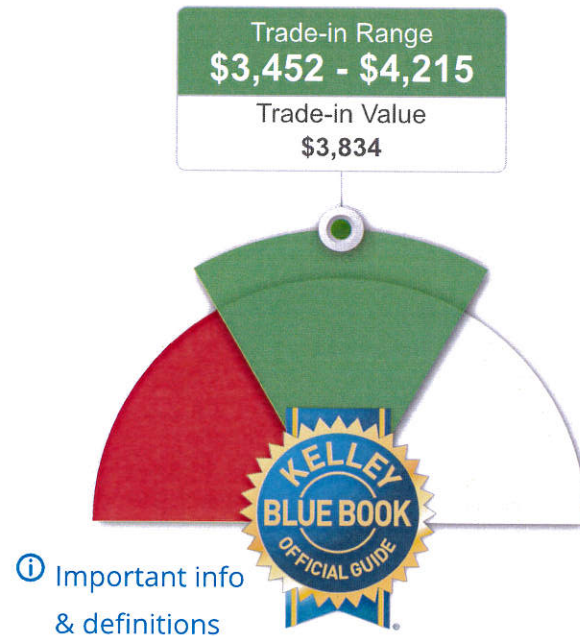 Trade-in Range
$3,452 - $4,215
Trade-in Value
$3,834
KELLEY
BLUE BOOK
OFFICIAL GUIDE
®
ⓘ Important info
& definitions